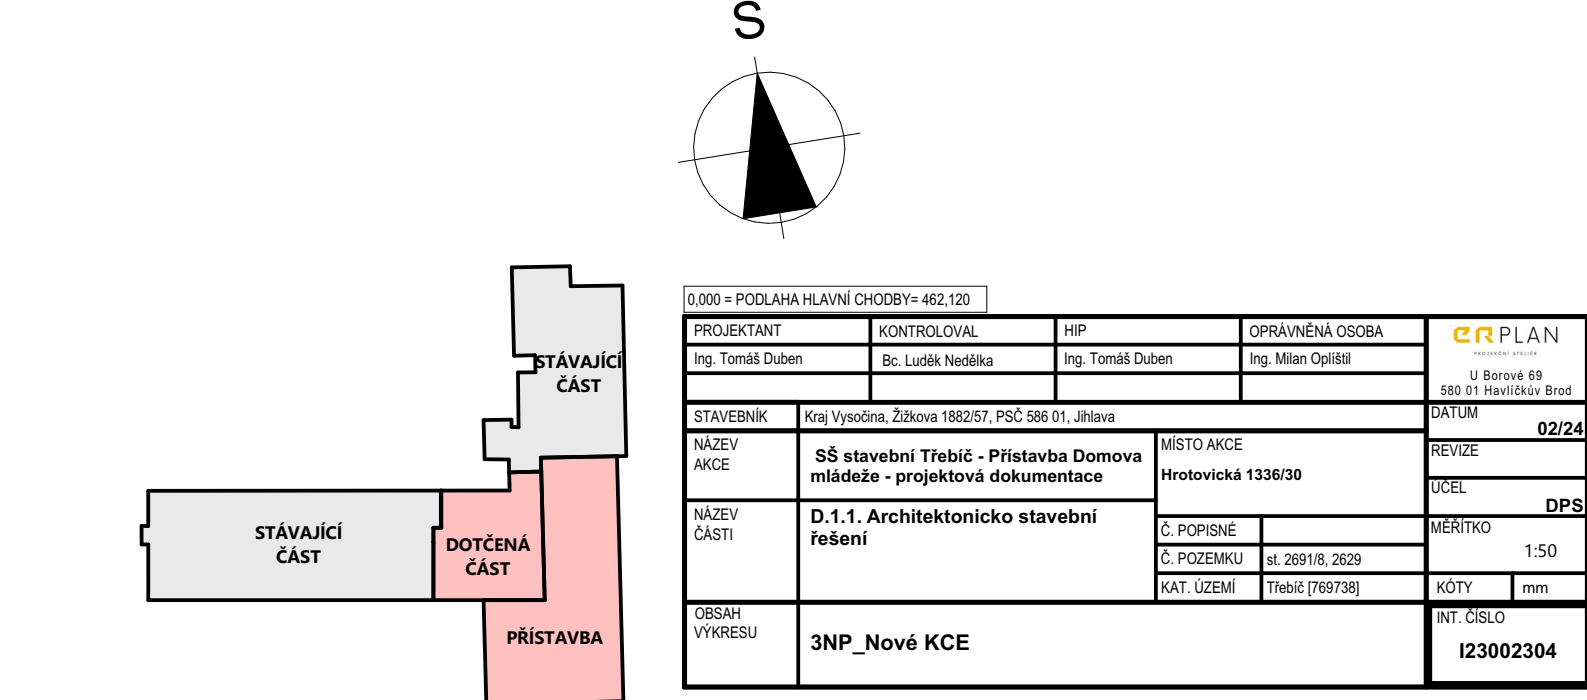 S
STÁVAJÍCÍ
ČÁST
STÁVAJÍCÍ
ČÁST
DOTČENÁ
ČÁST
PŘÍSTAVBA
0,000 = PODLAHA HLAVNÍ CHODBY= 462,120
PROJEKTANT KONTROLOVAL HIP OPRÁVNĚNÁ OSOBA
Ing. Tomáš Duben Bc. Luděk Nedělka Ing. Tomáš Duben Ing. Milan Oplíštil
ERPLAN
PROJEKČNÍ ATELIÉR
U Borové 69
580 01 Havlíčkův Brod
STAVEBNÍK Kraj Vysočina, Žižkova 1882/57, PSČ 586 01, Jihlava
DATUM
02/24
NÁZEV
AKCE
SŠ stavební Třebíč - Přístavba Domova
mládeže - projektová dokumentace
MÍSTO AKCE
Hrotovická 1336/30
REVIZE
ÚČEL
DPS
NÁZEV
ČÁSTI
D.1.1. Architektonicko stavební
řešení
Č. POPISNÉ
Č. POZEMKU st. 2691/8, 2629
KAT. ÚZEMÍ Třebíč [769738]
MĚŘÍTKO
1:50
KÓTY mm
OBSAH
VÝKRESU
3NP_Nové KCE
INT. ČÍSLO
I23002304